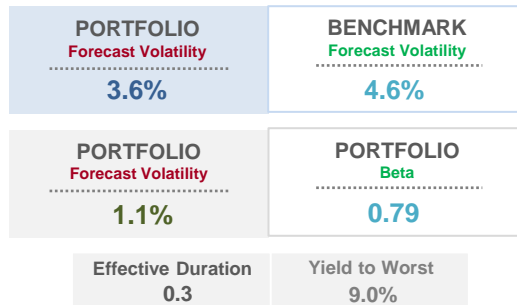 PORTFOLIO
Forecast Volatility
3.6%
BENCHMARK
Forecast Volatility
4.6%
PORTFOLIO
Forecast Volatility
1.1%
PORTFOLIO
Beta
0.79
Effective Duration
0.3
Yield to Worst
9.0%